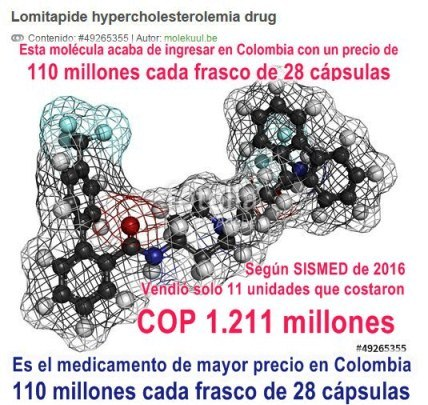 Lomitapide hypercholesterolemia drug
Contenido: #49265355 | Autor: molekuul.be
Esta molécula acaba de ingresar en Colombia con un precio de
110 millones cada frasco de 28 cápsulas
Según SISMED de 2016
Vendió solo 11 unidades que costaron
COP 1.211 millones
#49265355
Es el medicamento de mayor precio en Colombia
110 millones cada frasco de 28 cápsulas